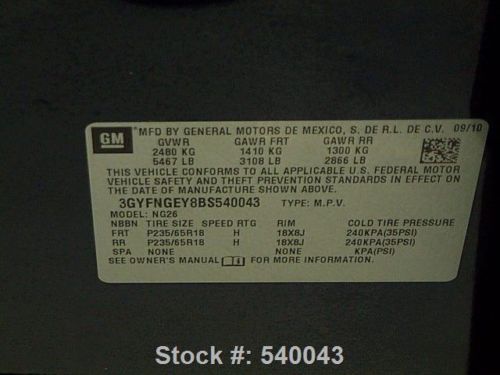 GM MFD BY GENERAL MOTORS DE MEXICO, S. DE R.L. DE C.V. 09/10
GVWR GAWR FRT GAWR RR
2480 KG 1410 KG 1300 KG
5467 LB 3108 LB 2866 LB
THIS VEHICLE CONFORMS TO ALL APPLICABLE U.S. FEDERAL MOTOR
VEHICLE SAFETY AND THEFT PREVENTION STANDARDS IN EFFECT ON
THE DATE OF MANUFACTURE SHOWN ABOVE.
3GYFNGEY8BS540043 TYPE: M.P.V.
MODEL: NG26
NBBN TIRE SIZE SPEED RTG RIM COLD TIRE PRESSURE
FRT P235/65R18 H 18X8J 240KPA(35PSI)
RR P235/65R18 H 18X8J 240KPA(35PSI)
SPA NONE NONE KPA(PSI)
SEE OWNER'S MANUAL FOR MORE INFORMATION.
Stock #: 540043